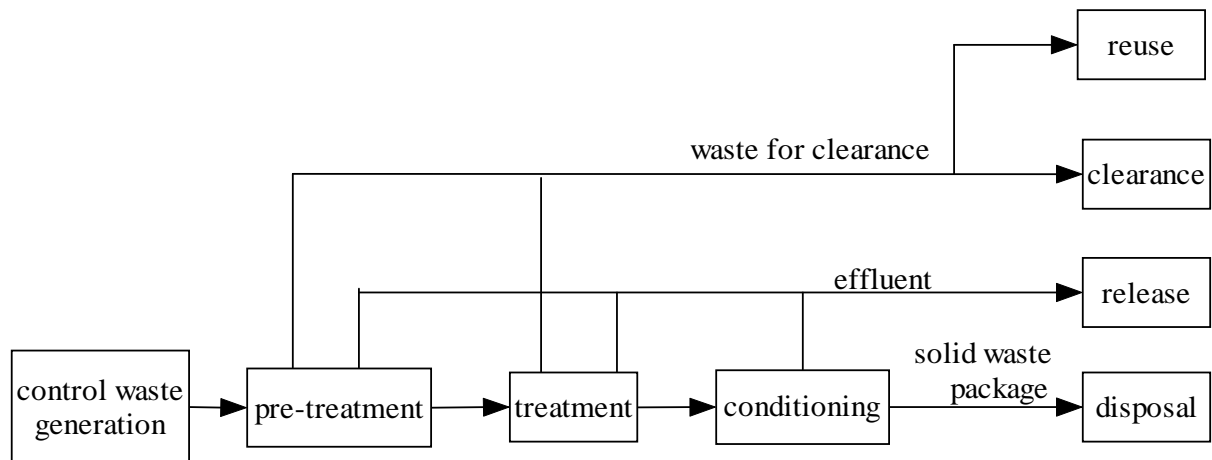 reuse
waste for clearance
clearance
effluent
release
control waste
generation
pre-treatment
treatment
conditioning
solid waste
package
disposal